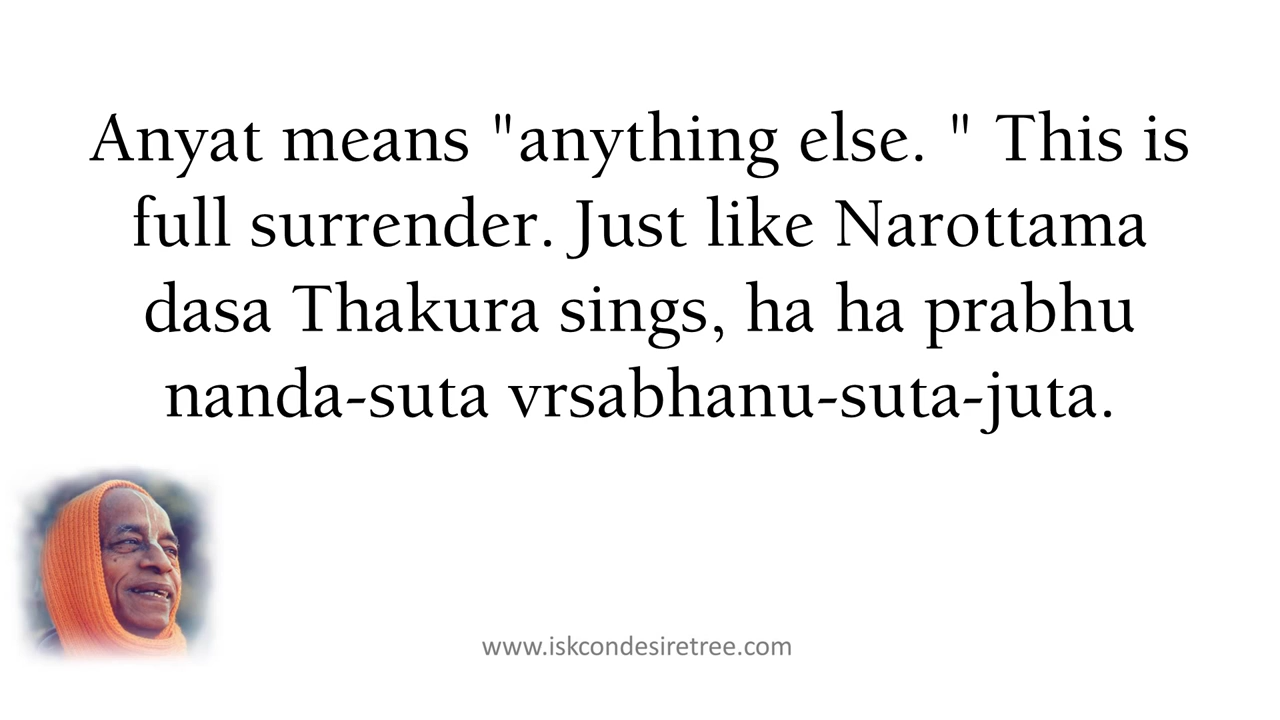 Anyat means "anything else. " This is
full surrender. Just like Narottama
dasa Thakura sings, ha ha prabhu
nanda-suta vrsabhanu-suta-juta.
www.iskcondesiretree.com